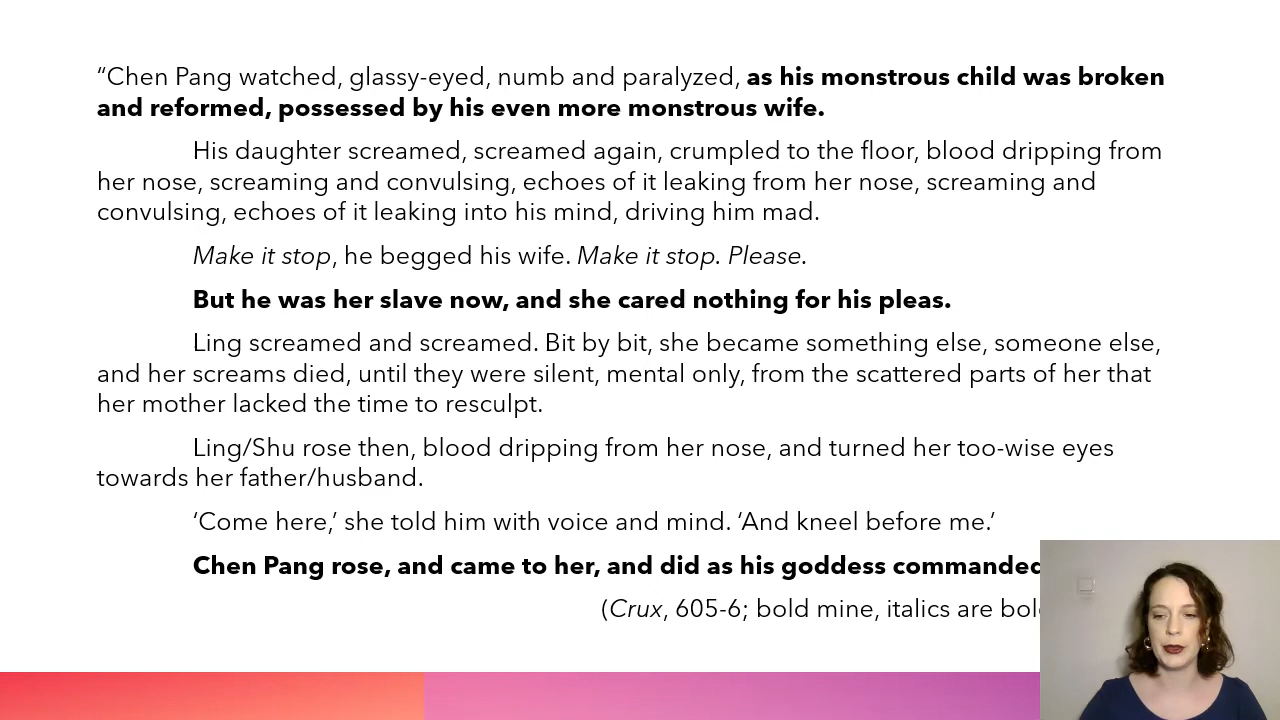 “Chen Pang watched, glassy-eyed, numb and paralyzed, as his monstrous child was broken
and reformed, possessed by his even more monstrous wife.
His daughter screamed, screamed again, crumpled to the floor, blood dripping from
her nose, screaming and convulsing, echoes of it leaking from her nose, screaming and
convulsing, echoes of it leaking into his mind, driving him mad.
Make it stop, he begged his wife. Make it stop. Please.
But he was her slave now, and she cared nothing for his pleas.
Ling screamed and screamed. Bit by bit, she became something else, someone else,
and her screams died, until they were silent, mental only, from the scattered parts of her that
her mother lacked the time to resculpt.
Ling/Shu rose then, blood dripping from her nose, and turned her too-wise eyes
towards her father/husband.
‘Come here,’ she told him with voice and mind. ‘And kneel before me.’
Chen Pang rose, and came to her, and did as his goddess commanded
(Crux, 605-6; bold mine, italics are